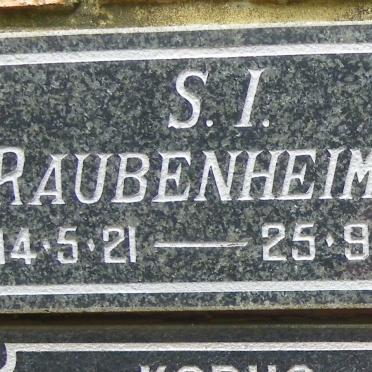 S. I.
RAUBENHEIM
14·5·21 — 25·9